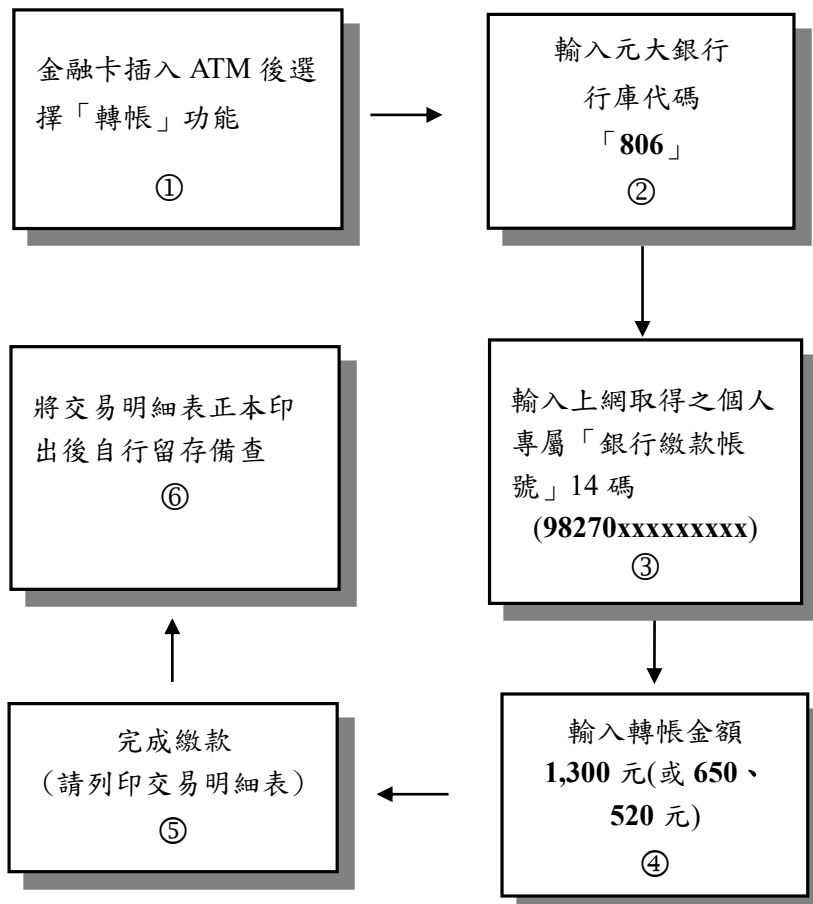 金融卡插入 ATM 後選
擇「轉帳」功能
①
輸入元大銀行
行庫代碼
「806」
②
輸入上網取得之個人
專屬「銀行繳款帳
號」14 碼
(98270xxxxxxxxx)
③
輸入轉帳金額
1,300 元(或 650、
520 元)
④
完成繳款
（請列印交易明細表）
⑤
將交易明細表正本印
出後自行留存備查
⑥